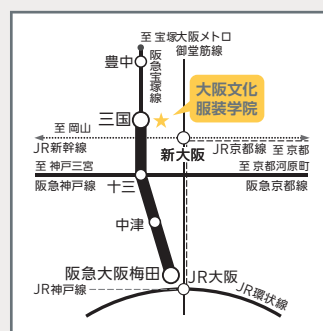 至 宝塚
大阪メトロ
御堂筋線
豊中
阪急宝塚線
大阪文化
服装学院
三国
至 岡山
JR新幹線
新大阪
JR京都線
至 京都
至 神戸三宮
至 京都河原町
阪急神戸線
十三
阪急京都線
中津
阪急大阪梅田
JR大阪
JR神戸線
JR環状線